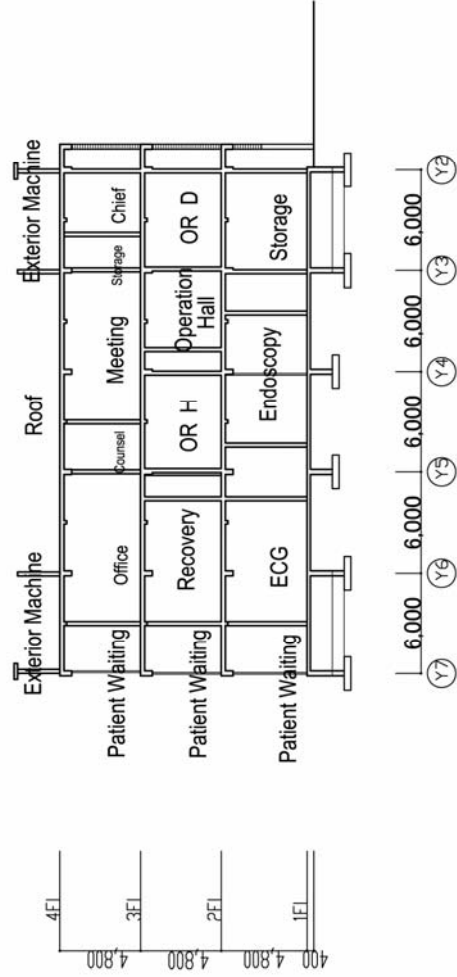 Exterior Machine
Roof
Exterior Machine
Patient Waiting
Office
Counsel
Meeting
Storage
Chief
Patient Waiting
Recovery
OR H
Operation
Hall
OR D
Patient Waiting
ECG
Endoscopy
Storage
4FL
3FL
2FL
1FL
4,800
4,800
4,800
400
6,000
6,000
6,000
6,000
6,000
Y7
Y6
Y5
Y4
Y3
Y2